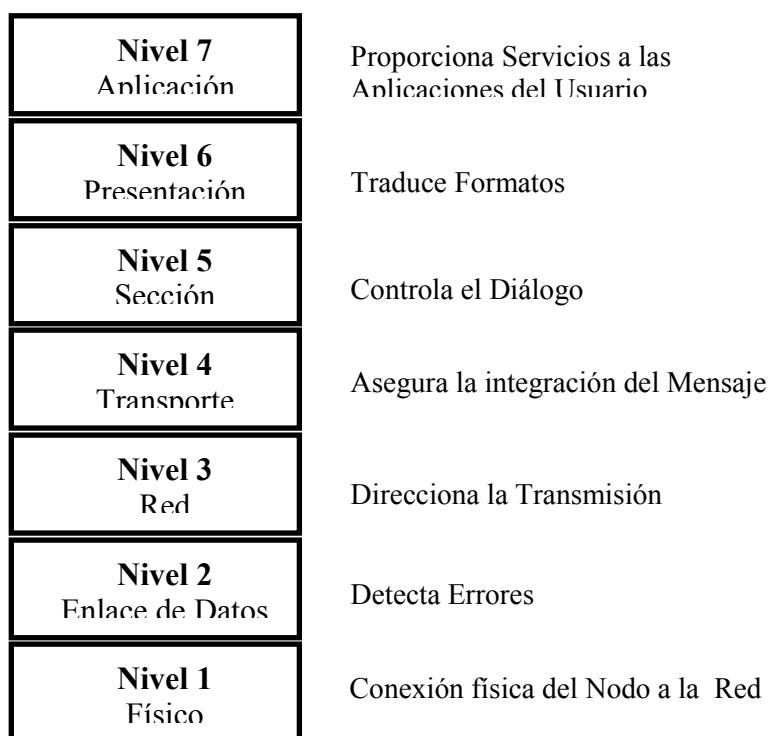 Nivel 7
Aplicación
Proporciona Servicios a las
Aplicaciones del Usuario
Nivel 6
Presentación
Traduce Formatos
Nivel 5
Sección
Controla el Diálogo
Nivel 4
Transporte
Asegura la integración del Mensaje
Nivel 3
Red
Direcciona la Transmisión
Nivel 2
Enlace de Datos
Detecta Errores
Nivel 1
Físico
Conexión física del Nodo a la Red